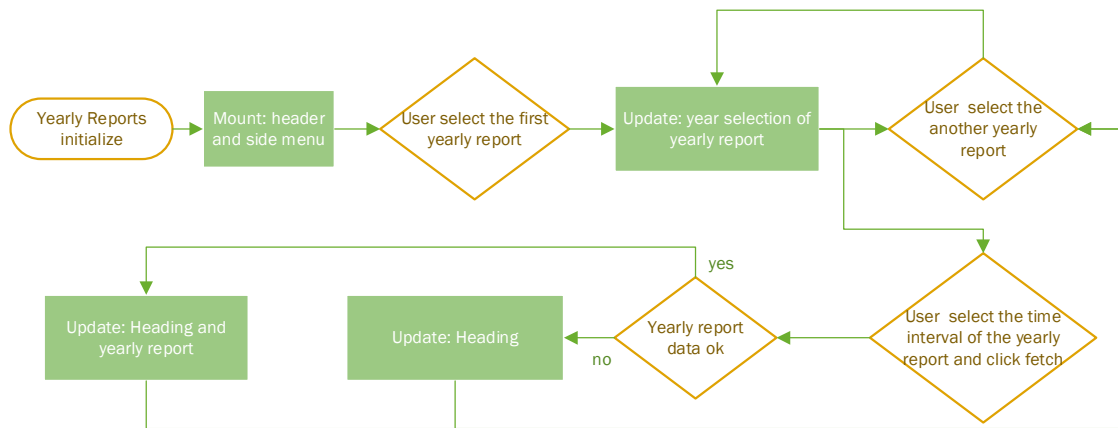 Yearly Reports
initialize
Mount: header
and side menu
User select the first
yearly report
Update: year selection of
yearly report
User  select the
another yearly
report
yes
Update: Heading and
yearly report
Update: Heading
no
Yearly report
data ok
User  select the time
interval of the yearly
report and click fetch